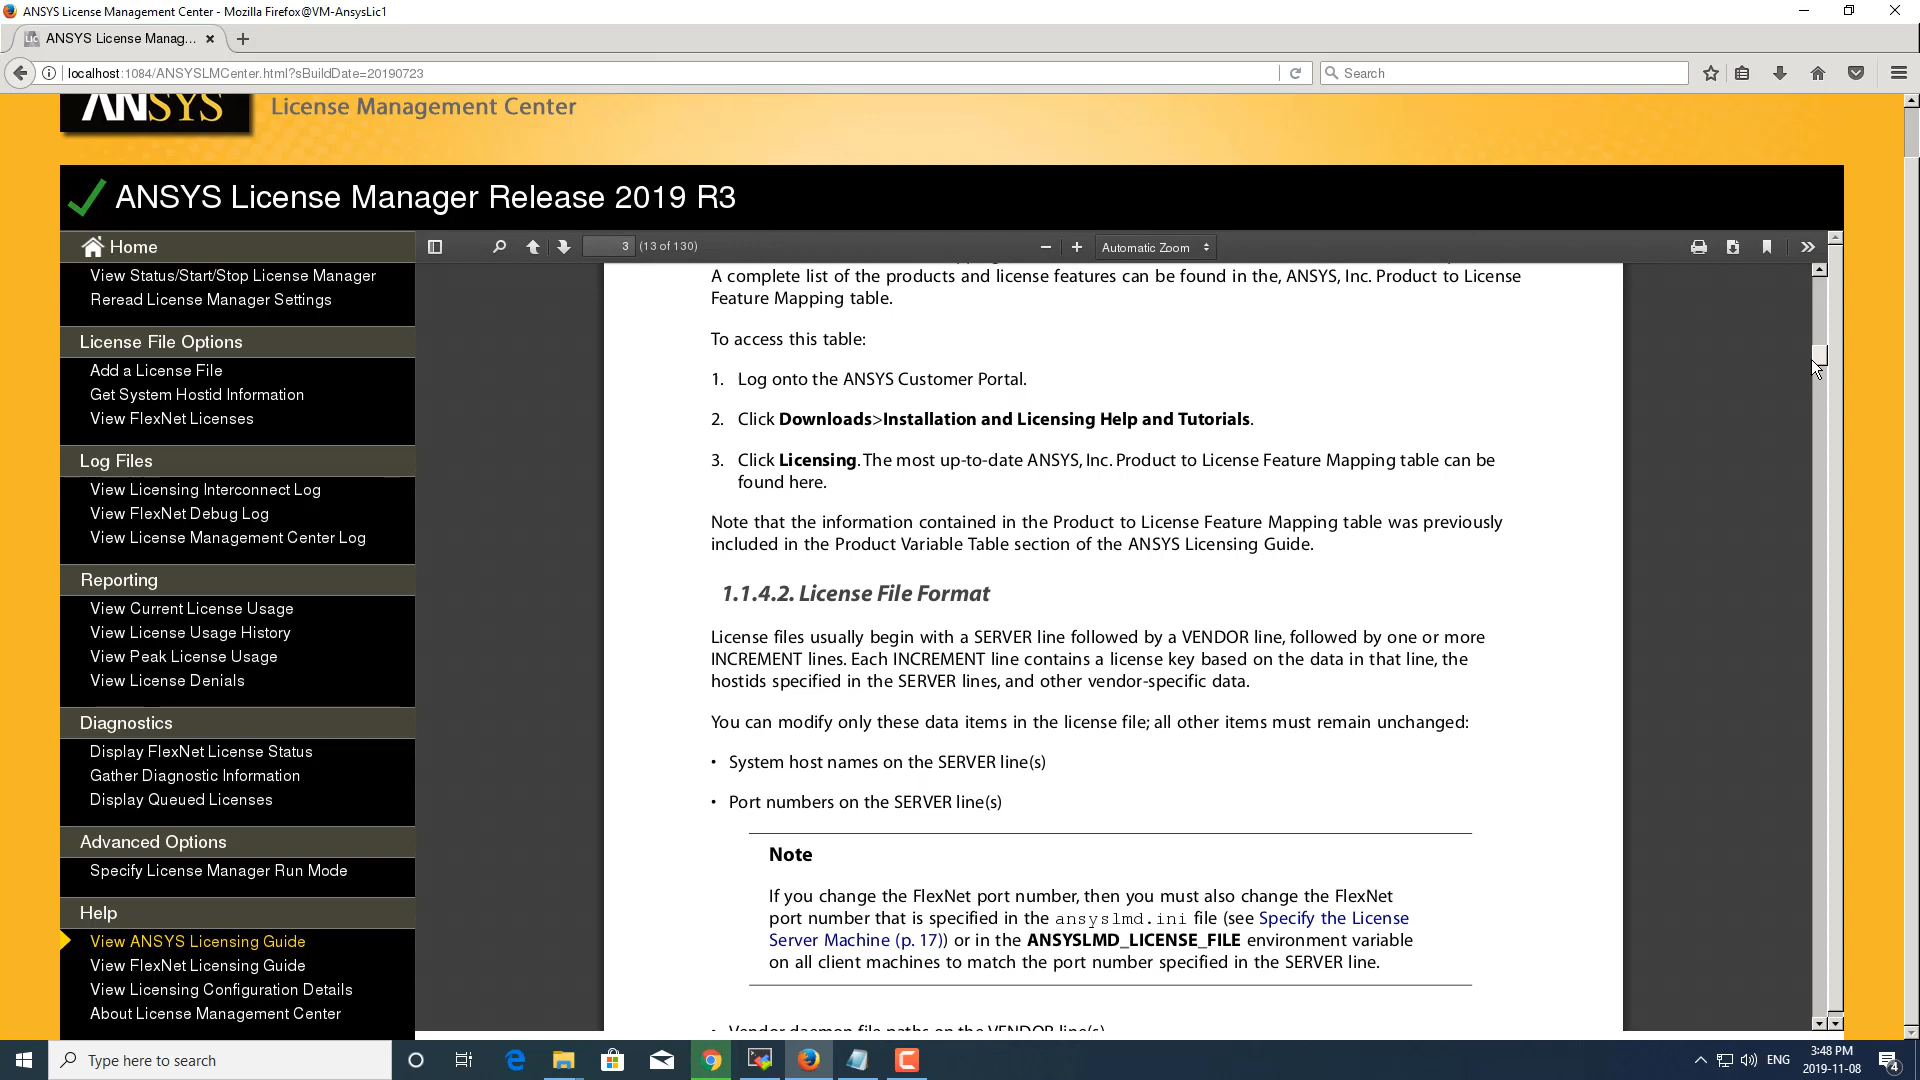 ANSYS License Management Center - Mozilla Firefox@VM-AnsysLic1
ANSYS License Manag...
localhost:1084/ANSYSLMCenter.html?sBuildDate=20190723
Search
ANSYS
License Management Center
ANSYS License Manager Release 2019 R3
Home
View Status/Start/Stop License Manager
Reread License Manager Settings
License File Options
Add a License File
Get System Hostid Information
View FlexNet Licenses
Log Files
View Licensing Interconnect Log
View FlexNet Debug Log
View License Management Center Log
Reporting
View Current License Usage
View License Usage History
View Peak License Usage
View License Denials
Diagnostics
Display FlexNet License Status
Gather Diagnostic Information
Display Queued Licenses
Advanced Options
Specify License Manager Run Mode
Help
View ANSYS Licensing Guide
View FlexNet Licensing Guide
View Licensing Configuration Details
About License Management Center
3 (13 of 130)
Automatic Zoom
A complete list of the products and license features can be found in the, ANSYS, Inc. Product to License
Feature Mapping table.
To access this table:
1. Log onto the ANSYS Customer Portal.
2. Click Downloads>Installation and Licensing Help and Tutorials.
3. Click Licensing. The most up-to-date ANSYS, Inc. Product to License Feature Mapping table can be
found here.
Note that the information contained in the Product to License Feature Mapping table was previously
included in the Product Variable Table section of the ANSYS Licensing Guide.
1.1.4.2. License File Format
License files usually begin with a SERVER line followed by a VENDOR line, followed by one or more
INCREMENT lines. Each INCREMENT line contains a license key based on the data in that line, the
hostids specified in the SERVER lines, and other vendor-specific data.
You can modify only these data items in the license file; all other items must remain unchanged:
• System host names on the SERVER line(s)
• Port numbers on the SERVER line(s)
Note
If you change the FlexNet port number, then you must also change the FlexNet
port number that is specified in the ansyslmd.ini file (see Specify the License
Server Machine (p. 17)) or in the ANSYSLMD_LICENSE_FILE environment variable
on all client machines to match the port number specified in the SERVER line.
• Vendor daemon file paths on the VENDOR line(s)
Type here to search
ENG
3:48 PM
2019-11-08
4